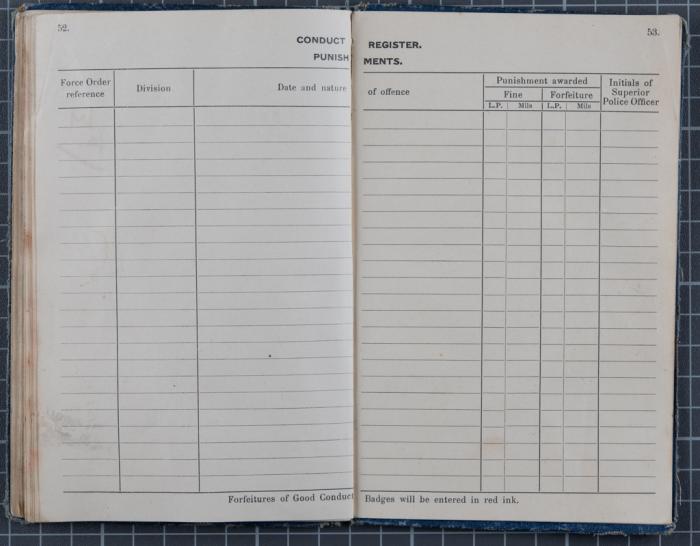 52.
53.
CONDUCT REGISTER.
PUNISHMENTS.
Force Order reference
Division
Date and nature of offence
Punishment awarded
Fine
Forfeiture
L.P.
Mils
L.P.
Mils
Initials of Superior Police Officer
Forfeitures of Good Conduct Badges will be entered in red ink.